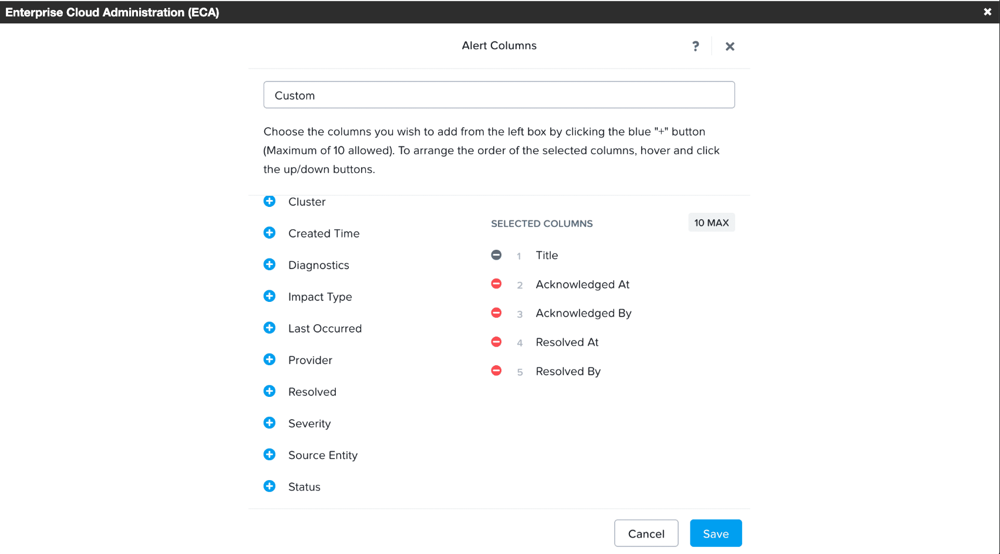 Enterprise Cloud Administration (ECA)
Alert Columns
?
Custom
Choose the columns you wish to add from the left box by clicking the blue "+" button
(Maximum of 10 allowed). To arrange the order of the selected columns, hover and click
the up/down buttons.
Cluster
Created Time
Diagnostics
Impact Type
Last Occurred
Provider
Resolved
Severity
Source Entity
Status
SELECTED COLUMNS
10 MAX
1 Title
2 Acknowledged At
3 Acknowledged By
4 Resolved At
5 Resolved By
Cancel
Save